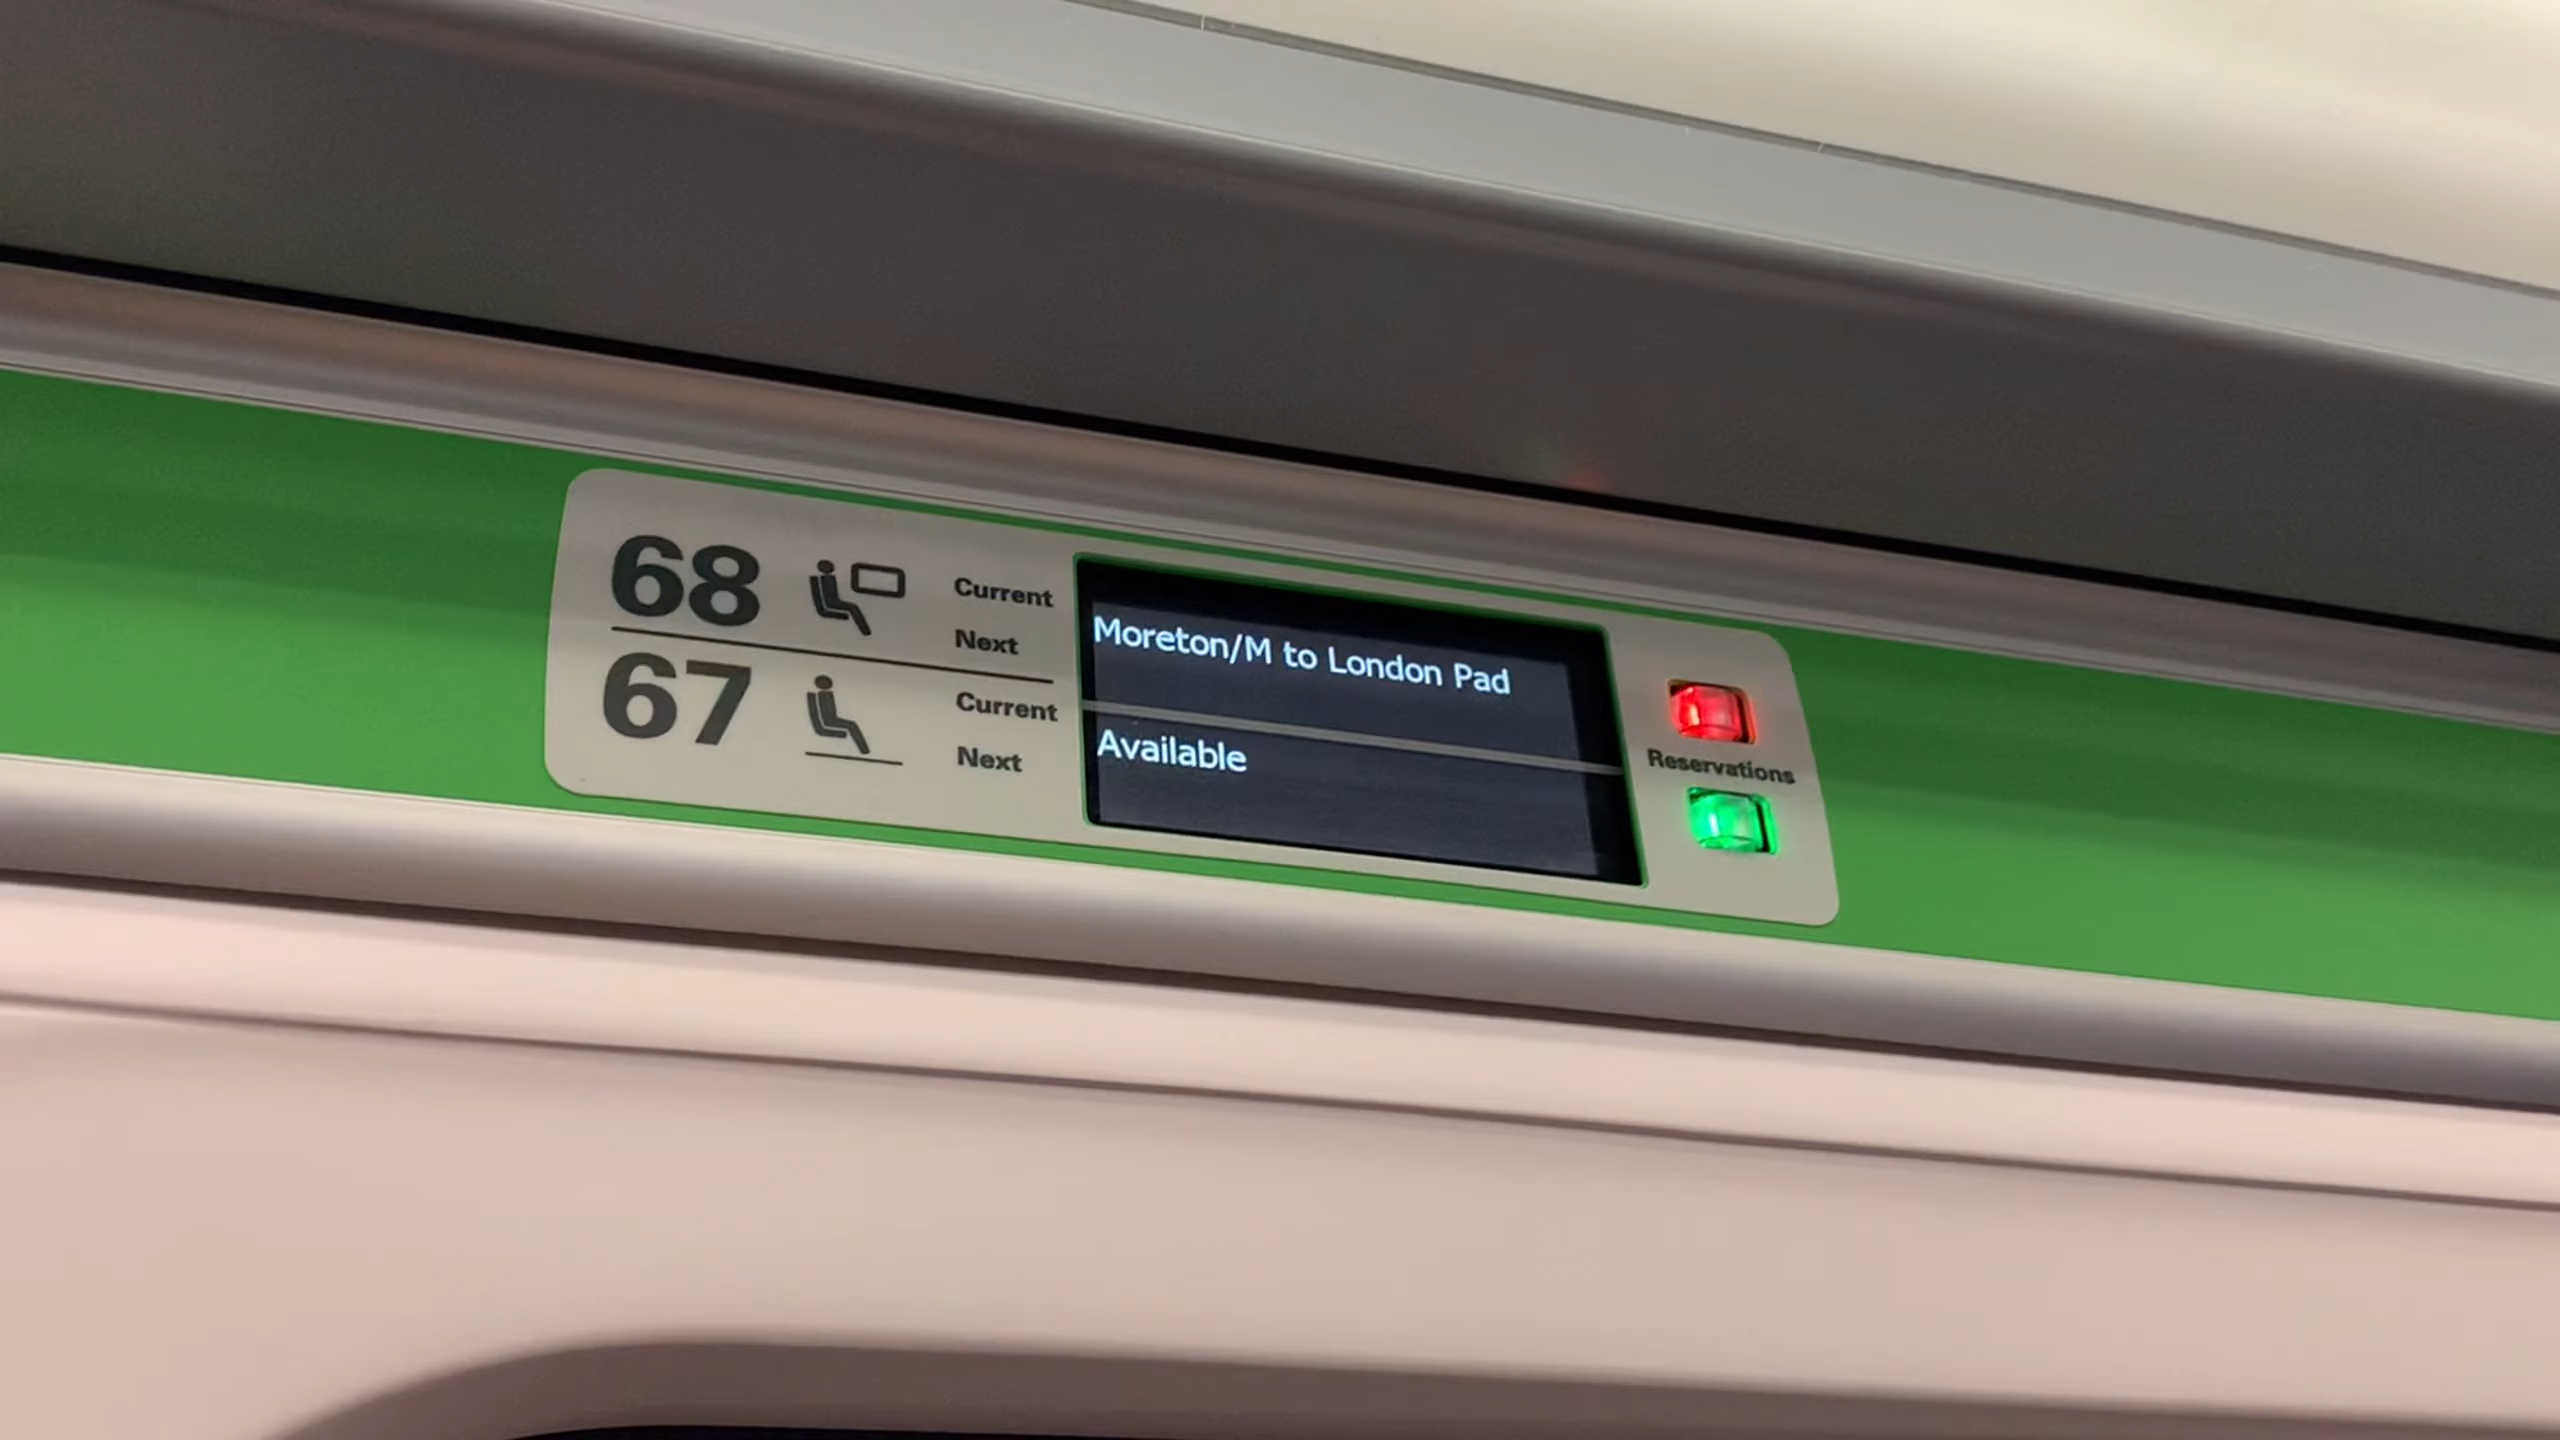 68
Current
Next
Moreton/M to London Pad
67
Current
Next
Available
Reservations